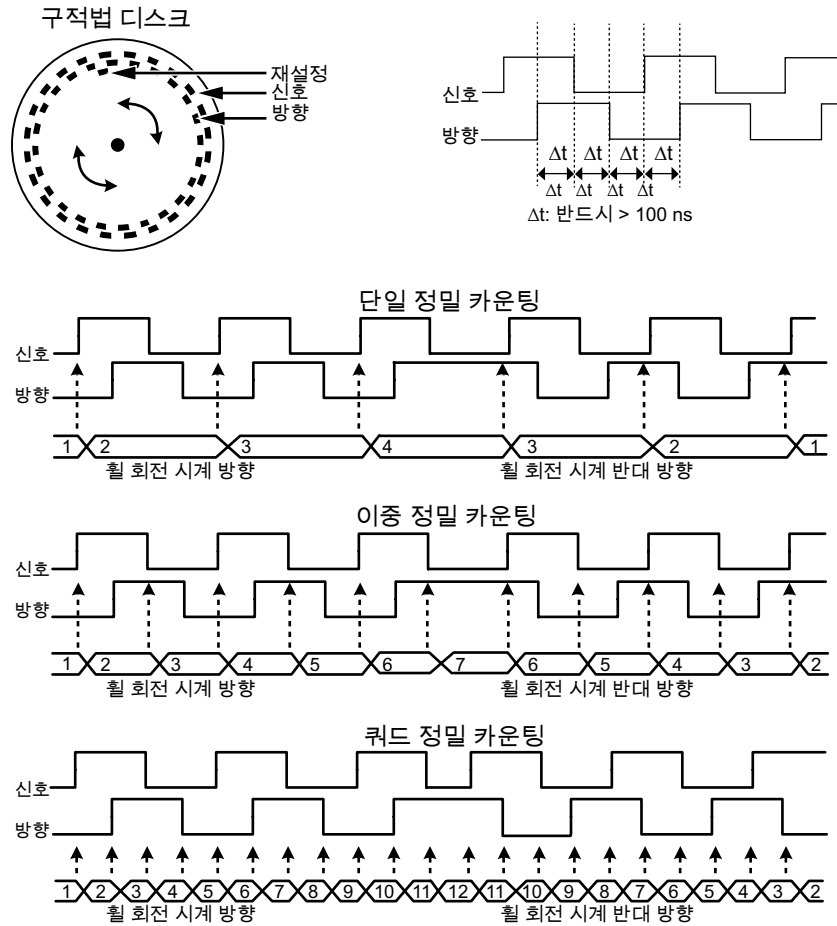 구적법 디스크
재설정
신호
방향
신호
방향
Δt Δt Δt Δt
Δt Δt Δt Δt
Δt: 반드시 > 100 ns
단일 정밀 카운팅
신호
방향
1 2 3 4 3 2 1
휠 회전 시계 방향 휠 회전 시계 반대 방향
이중 정밀 카운팅
신호
방향
1 2 3 4 5 6 7 6 5 4 3 2
휠 회전 시계 방향 휠 회전 시계 반대 방향
쿼드 정밀 카운팅
신호
방향
1 2 3 4 5 6 7 8 9 10 11 12 11 10 9 8 7 6 5 4 3 2
휠 회전 시계 방향 휠 회전 시계 반대 방향